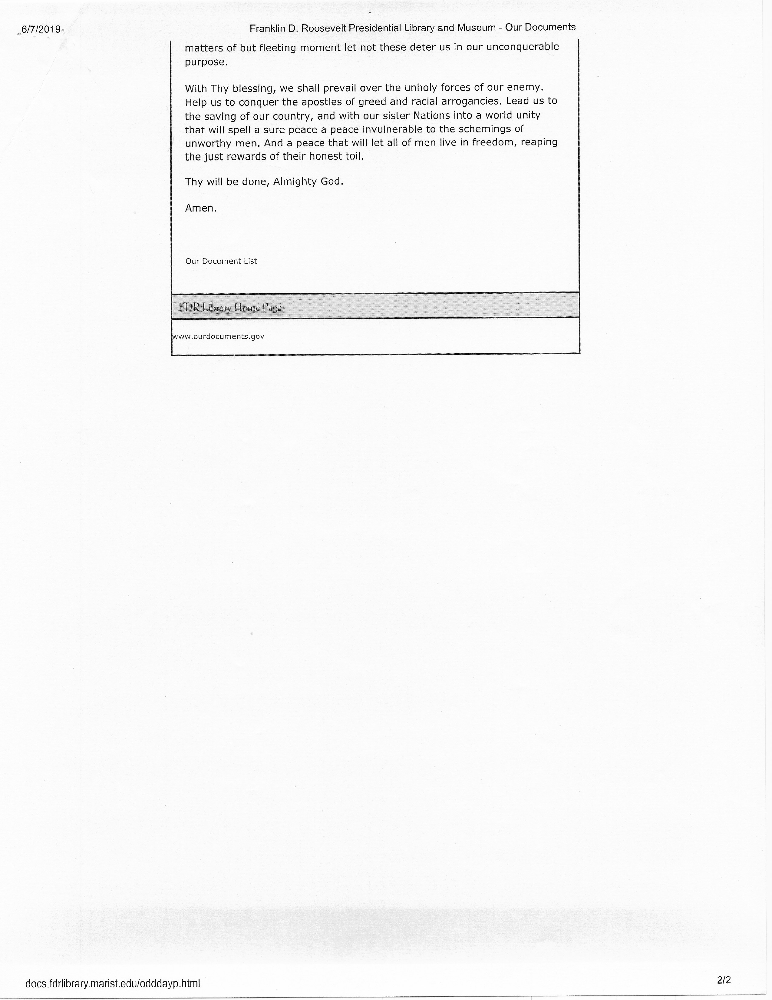 6/7/2019
Franklin D. Roosevelt Presidential Library and Museum - Our Documents
matters of but fleeting moment let not these deter us in our unconquerable
purpose.
With Thy blessing, we shall prevail over the unholy forces of our enemy.
Help us to conquer the apostles of greed and racial arrogancies. Lead us to
the saving of our country, and with our sister Nations into a world unity
that will spell a sure peace a peace invulnerable to the schemings of
unworthy men. And a peace that will let all of men live in freedom, reaping
the just rewards of their honest toil.
Thy will be done, Almighty God.
Amen.
Our Document List
FDR Library Home Page
www.ourdocuments.gov
docs.fdrlibrary.marist.edu/odddayp.html
2/2